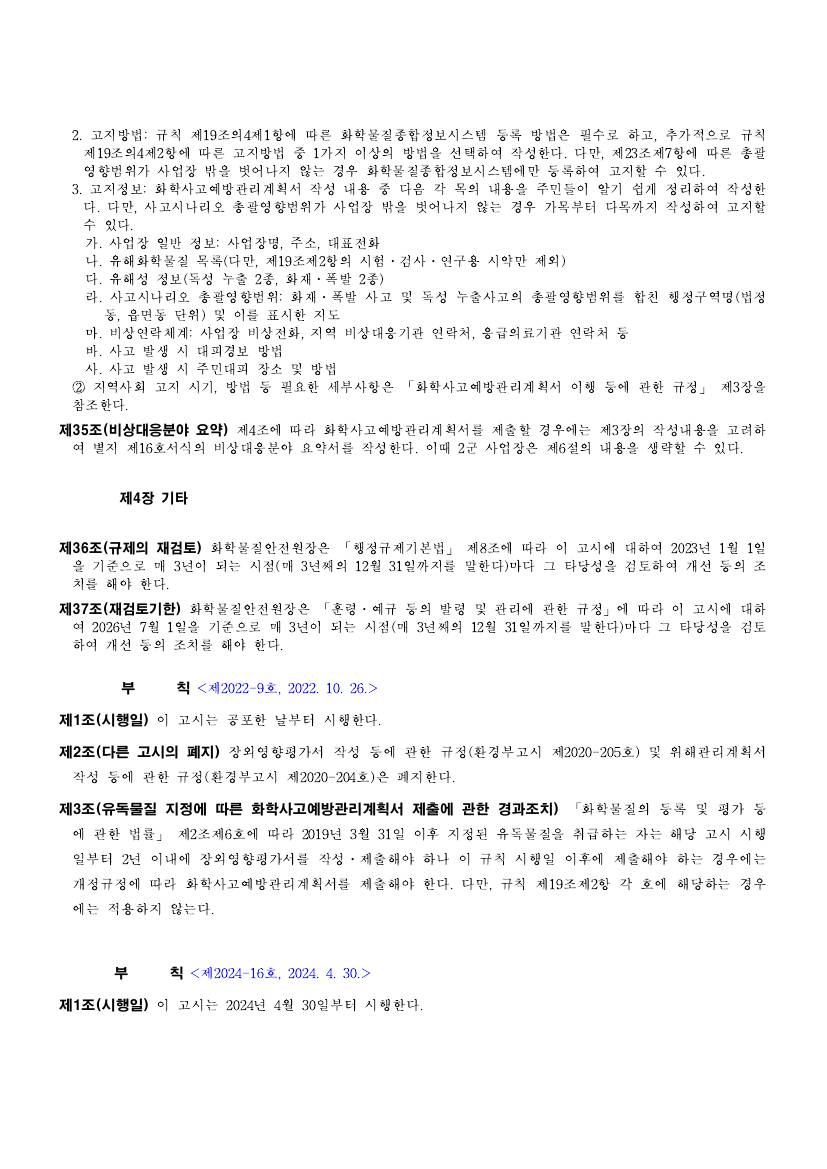 2. 고지방법: 규칙 제19조의4제1항에 따른 화학물질종합정보시스템 등록 방법은 필수로 하고, 추가적으로 규칙
제19조의4제2항에 따른 고지방법 중 1가지 이상의 방법을 선택하여 작성한다. 다만, 제23조제7항에 따른 총괄
영향범위가 사업장 밖을 벗어나지 않는 경우 화학물질종합정보시스템에만 등록하여 고지할 수 있다.
3. 고지정보: 화학사고예방관리계획서 작성 내용 중 다음 각 목의 내용을 주민들이 알기 쉽게 정리하여 작성한
다. 다만, 사고시나리오 총괄영향범위가 사업장 밖을 벗어나지 않는 경우 가목부터 다목까지 작성하여 고지할
수 있다.
가. 사업장 일반 정보: 사업장명, 주소, 대표전화
나. 유해화학물질 목록(다만, 제19조제2항의 시험·검사·연구용 시약만 제외)
다. 유해성 정보(독성 누출 2종, 화재·폭발 2종)
라. 사고시나리오 총괄영향범위: 화재·폭발 사고 및 독성 누출사고의 총괄영향범위를 합친 행정구역명(법정
동, 읍면동 단위) 및 이를 표시한 지도
마. 비상연락체계: 사업장 비상전화, 지역 비상대응기관 연락처, 응급의료기관 연락처 등
바. 사고 발생 시 대피경보 방법
사. 사고 발생 시 주민대피 장소 및 방법
② 지역사회 고지 시기, 방법 등 필요한 세부사항은 「화학사고예방관리계획서 이행 등에 관한 규정」 제3장을
참조한다.
제35조(비상대응분야 요약) 제4조에 따라 화학사고예방관리계획서를 제출할 경우에는 제3장의 작성내용을 고려하
여 별지 제16호서식의 비상대응분야 요약서를 작성한다. 이때 2군 사업장은 제6절의 내용을 생략할 수 있다.
제4장 기타
제36조(규제의 재검토) 화학물질안전원장은 「행정규제기본법」 제8조에 따라 이 고시에 대하여 2023년 1월 1일
을 기준으로 매 3년이 되는 시점(매 3년째의 12월 31일까지를 말한다)마다 그 타당성을 검토하여 개선 등의 조
치를 해야 한다.
제37조(재검토기한) 화학물질안전원장은 「훈령·예규 등의 발령 및 관리에 관한 규정」에 따라 이 고시에 대하
여 2026년 7월 1일을 기준으로 매 3년이 되는 시점(매 3년째의 12월 31일까지를 말한다)마다 그 타당성을 검토
하여 개선 등의 조치를 해야 한다.
부 칙 <제2022-9호, 2022. 10. 26.>
제1조(시행일) 이 고시는 공포한 날부터 시행한다.
제2조(다른 고시의 폐지) 장외영향평가서 작성 등에 관한 규정(환경부고시 제2020-205호) 및 위해관리계획서
작성 등에 관한 규정(환경부고시 제2020-204호)은 폐지한다.
제3조(유독물질 지정에 따른 화학사고예방관리계획서 제출에 관한 경과조치) 「화학물질의 등록 및 평가 등
에 관한 법률」 제2조제6호에 따라 2019년 3월 31일 이후 지정된 유독물질을 취급하는 자는 해당 고시 시행
일부터 2년 이내에 장외영향평가서를 작성·제출해야 하나 이 규칙 시행일 이후에 제출해야 하는 경우에는
개정규정에 따라 화학사고예방관리계획서를 제출해야 한다. 다만, 규칙 제19조제2항 각 호에 해당하는 경우
에는 적용하지 않는다.
부 칙 <제2024-16호, 2024. 4. 30.>
제1조(시행일) 이 고시는 2024년 4월 30일부터 시행한다.